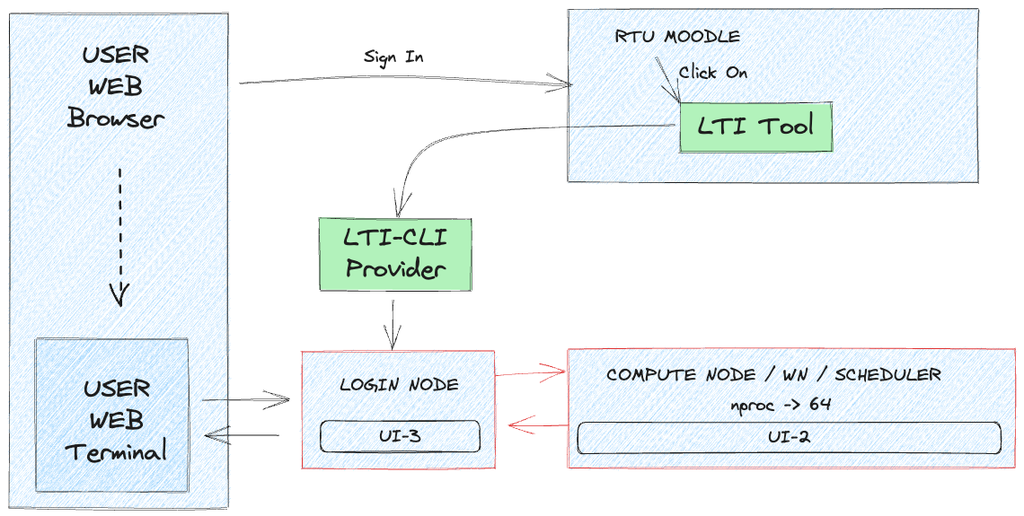 USER
WEB
Browser
Sign In
RTU MOODLE
Click On
LTI Tool
LTI-CLI
Provider
USER
WEB
Terminal
LOGIN NODE
UI-3
COMPUTE NODE / WN / SCHEDULER
nproc -> 64
UI-2